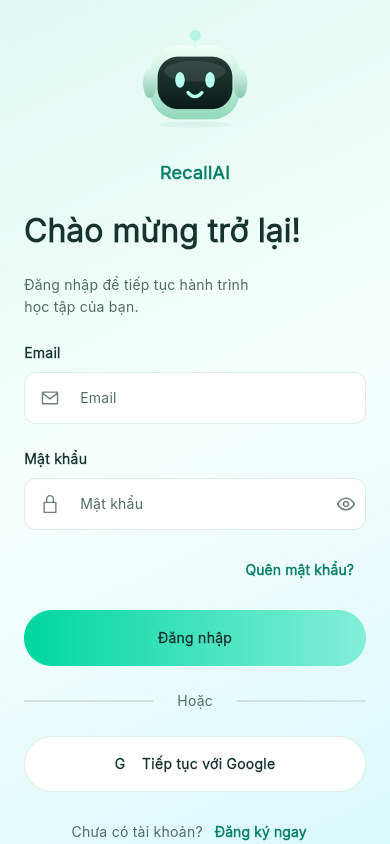 RecallAI
Chào mừng trở lại!
Đăng nhập để tiếp tục hành trình
học tập của bạn.
Email
Email
Mật khẩu
Mật khẩu
Quên mật khẩu?
Đăng nhập
Hoặc
G Tiếp tục với Google
Chưa có tài khoản? Đăng ký ngay